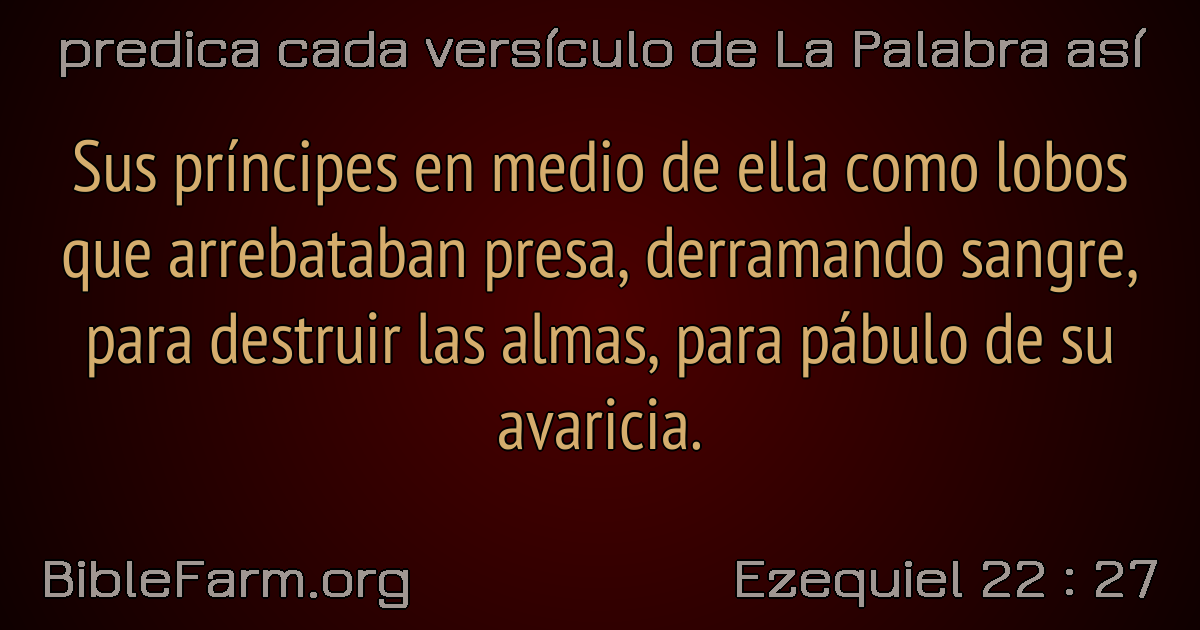 predica cada versículo de La Palabra así
Sus príncipes en medio de ella como lobos
que arrebataban presa, derramando sangre,
para destruir las almas, para pábulo de su
avaricia.
BibleFarm.org
Ezequiel 22 : 27